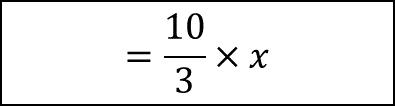 = 10/3 × x